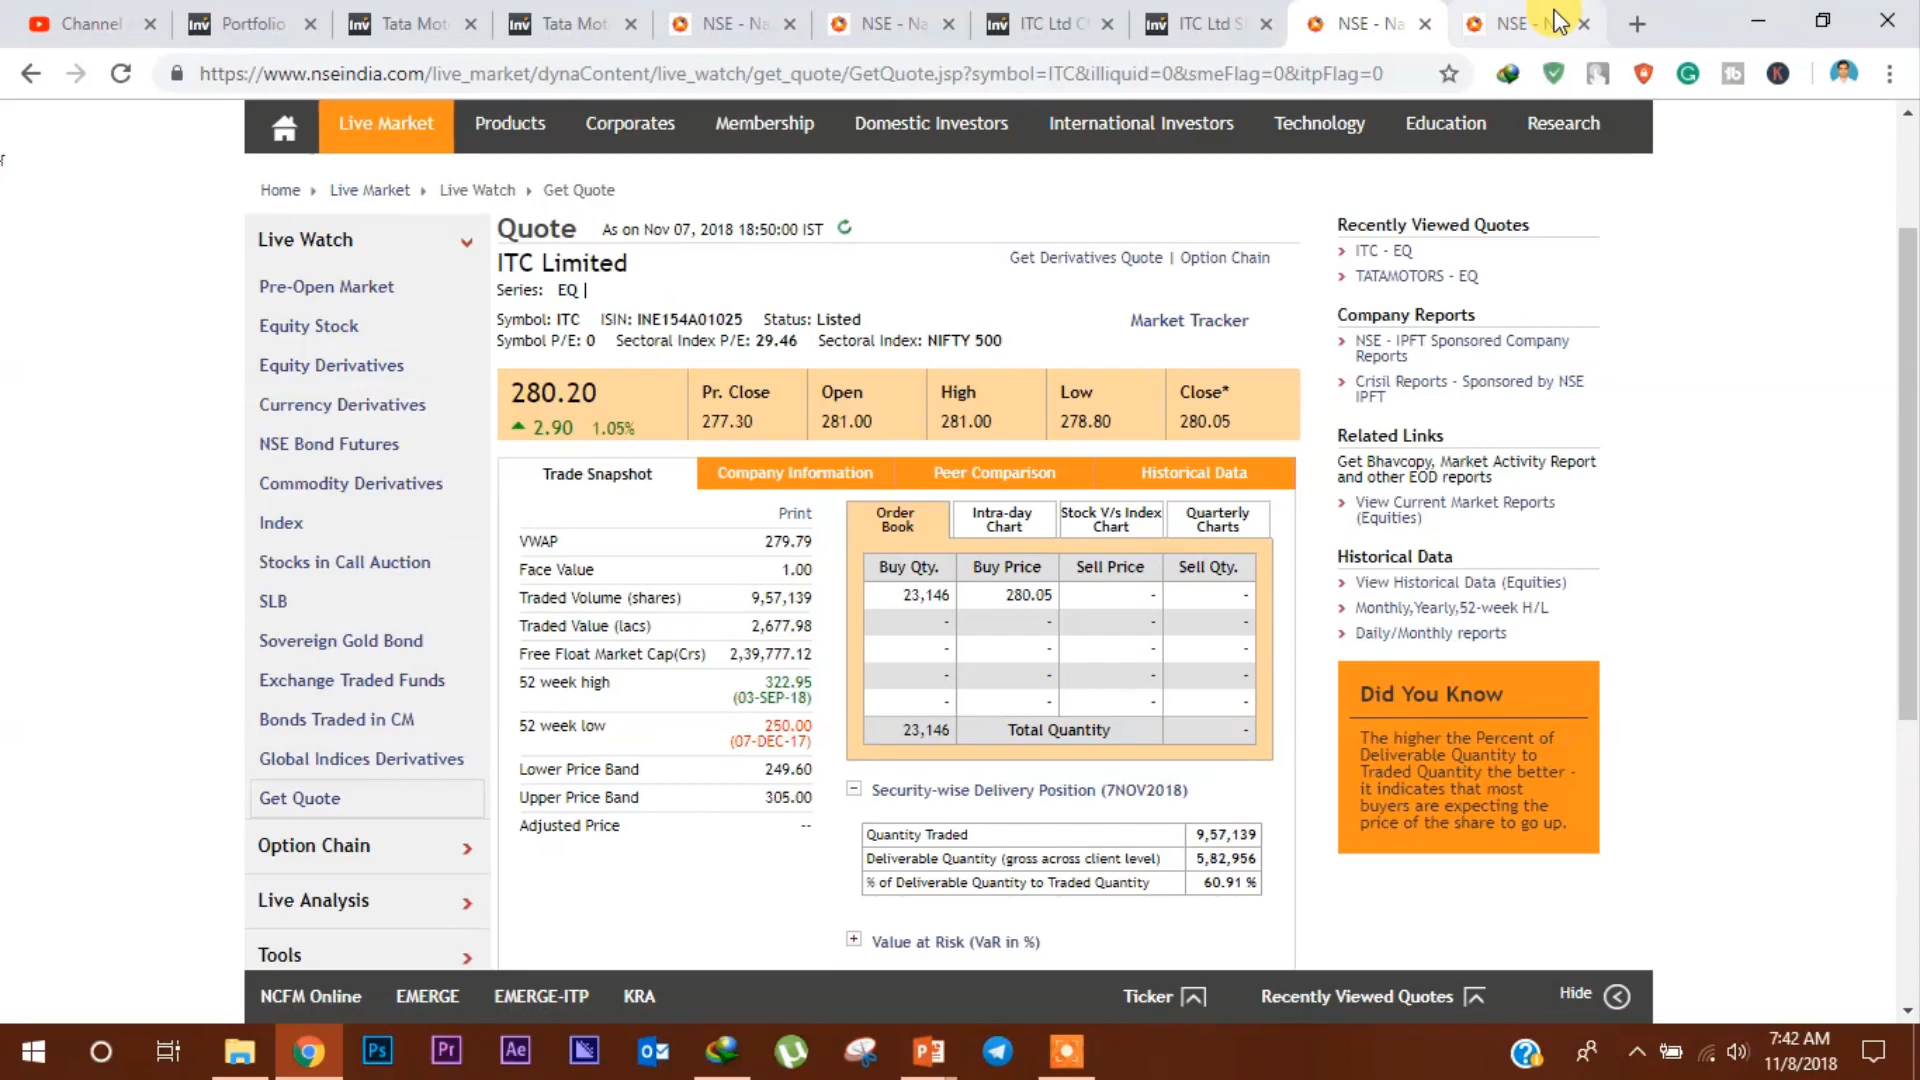 Channel
Portfolio
Tata Mot
Tata Mot
NSE - Na
NSE - Na
ITC Ltd C
ITC Ltd S
NSE - Na
NSE -
https://www.nseindia.com/live_market/dynaContent/live_watch/get_quote/GetQuote.jsp?symbol=ITC&illiquid=0&smeFlag=0&itpFlag=0
Live Market Products Corporates Membership Domestic Investors International Investors Technology Education Research
Home Live Market Live Watch Get Quote
Live Watch
Pre-Open Market
Equity Stock
Equity Derivatives
Currency Derivatives
NSE Bond Futures
Commodity Derivatives
Index
Stocks in Call Auction
SLB
Sovereign Gold Bond
Exchange Traded Funds
Bonds Traded in CM
Global Indices Derivatives
Get Quote
Option Chain
Live Analysis
Tools
Quote As on Nov 07, 2018 18:50:00 IST
ITC Limited
Get Derivatives Quote | Option Chain
Series: EQ |
Symbol: ITC ISIN: INE154A01025 Status: Listed
Market Tracker
Symbol P/E: 0 Sectoral Index P/E: 29.46 Sectoral Index: NIFTY 500
280.20 Pr. Close Open High Low Close*
2.90 1.05% 277.30 281.00 281.00 278.80 280.05
Trade Snapshot Company Information Peer Comparison Historical Data
Print
VWAP 279.79
Face Value 1.00
Traded Volume (shares) 9,57,139
Traded Value (lacs) 2,677.98
Free Float Market Cap(Crs) 2,39,777.12
52 week high 322.95
(03-SEP-18)
52 week low 250.00
(07-DEC-17)
Lower Price Band 249.60
Upper Price Band 305.00
Adjusted Price --
Order Book
Intra-day Chart
Stock V/s Index Chart
Quarterly Charts
Buy Qty. Buy Price Sell Price Sell Qty.
23,146 280.05 - -
- - - -
- - - -
- - - -
- - - -
23,146 Total Quantity -
Security-wise Delivery Position (7NOV2018)
Quantity Traded 9,57,139
Deliverable Quantity (gross across client level) 5,82,956
% of Deliverable Quantity to Traded Quantity 60.91 %
Value at Risk (VaR in %)
Recently Viewed Quotes
ITC - EQ
TATAMOTORS - EQ
Company Reports
NSE - IPFT Sponsored Company
Reports
Crisil Reports - Sponsored by NSE
IPFT
Related Links
Get Bhavcopy, Market Activity Report
and other EOD reports
View Current Market Reports
(Equities)
Historical Data
View Historical Data (Equities)
Monthly,Yearly,52-week H/L
Daily/Monthly reports
Did You Know
The higher the Percent of
Deliverable Quantity to
Traded Quantity the better -
it indicates that most
buyers are expecting the
price of the share to go up.
NCFM Online EMERGE EMERGE-ITP KRA Ticker Recently Viewed Quotes Hide
7:42 AM
11/8/2018